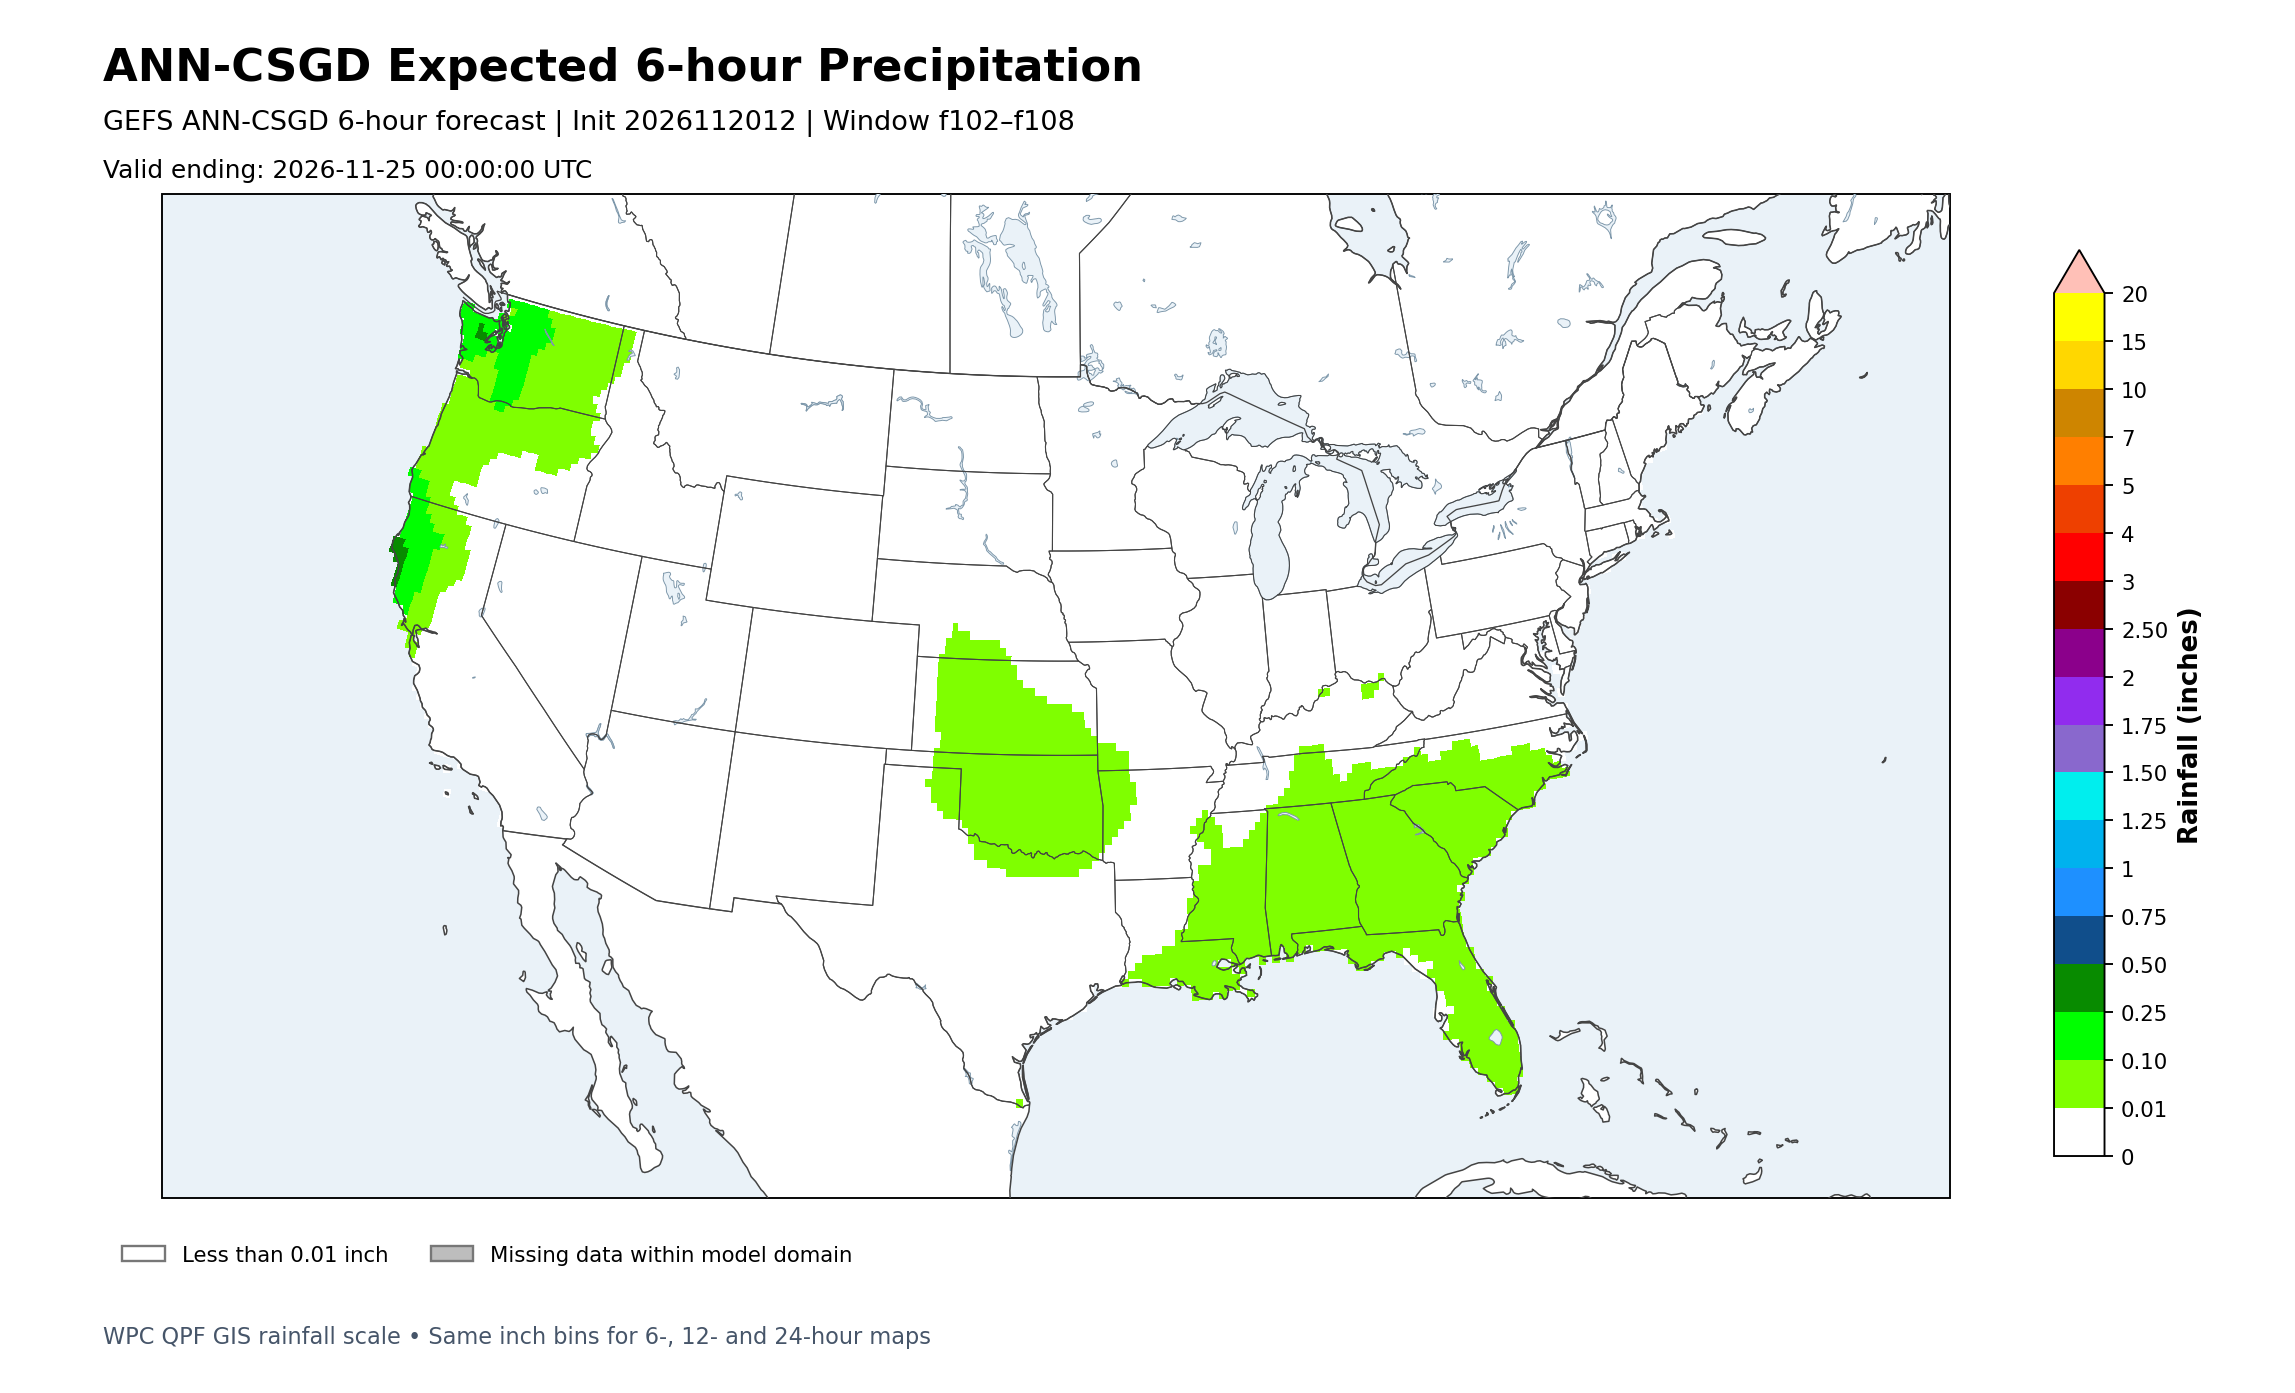 ANN-CSGD Expected 6-hour Precipitation
GEFS ANN-CSGD 6-hour forecast | Init 2026112012 | Window f102–f108
Valid ending: 2026-11-25 00:00:00 UTC
20
15
10
7
5
4
3
2.50
2
1.75
1.50
1.25
1
0.75
0.50
0.25
0.10
0.01
0
Rainfall (inches)
Less than 0.01 inch
Missing data within model domain
WPC QPF GIS rainfall scale • Same inch bins for 6-, 12- and 24-hour maps